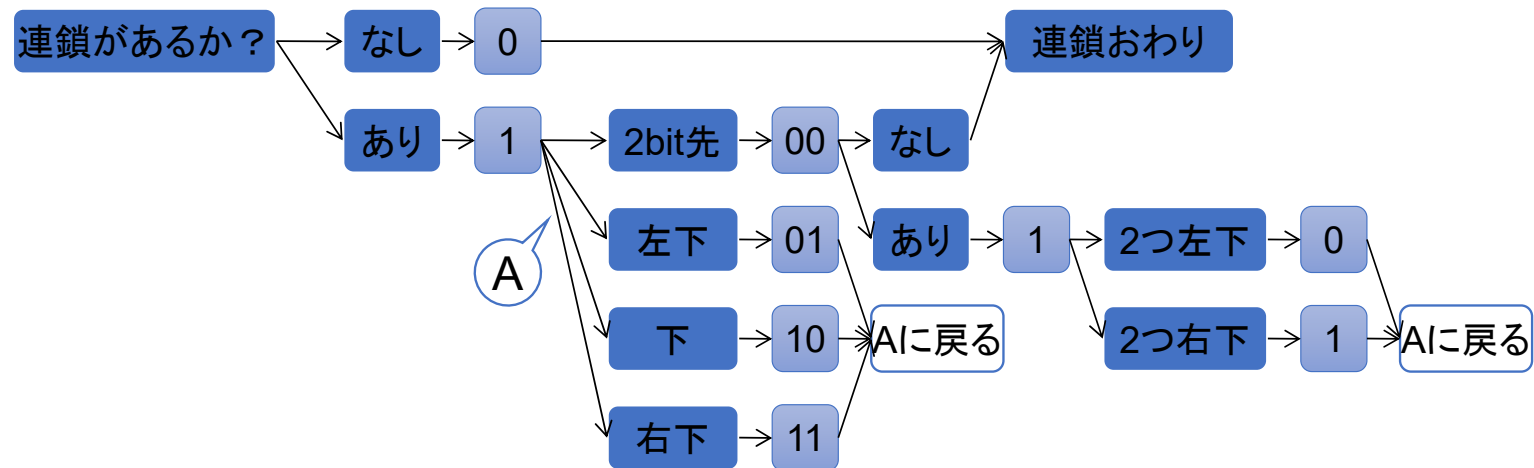 連鎖があるか？
なし
0
連鎖おわり
あり
1
2bit先
00
なし
左下
01
あり
1
2つ左下
0
A
下
10
Aに戻る
2つ右下
1
Aに戻る
右下
11